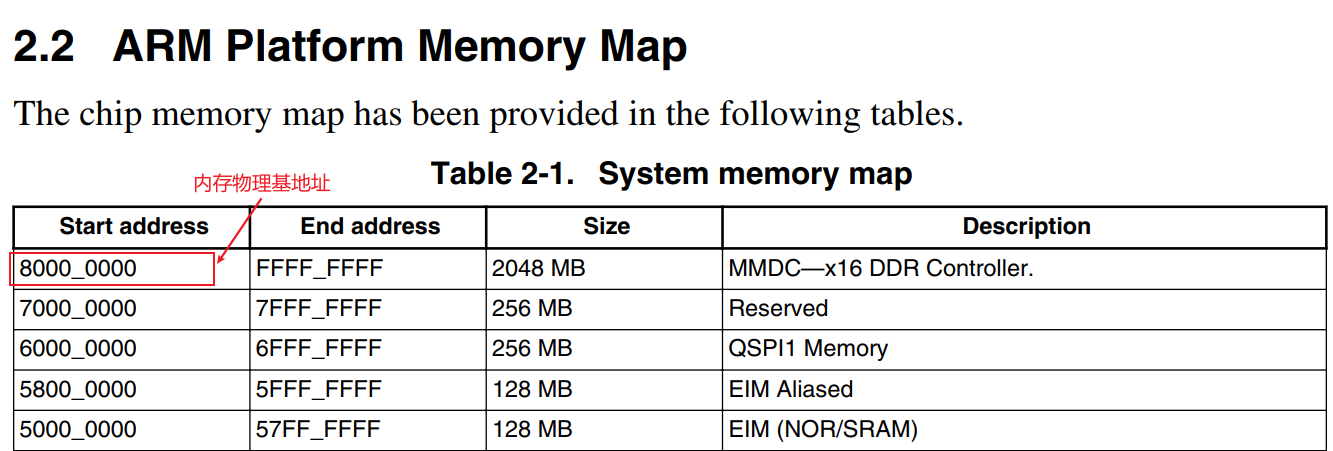 2.2 ARM Platform Memory Map
The chip memory map has been provided in the following tables.
Table 2-1. System memory map
内存物理基地址
Start address End address Size Description
8000_0000 FFFF_FFFF 2048 MB MMDC—x16 DDR Controller.
7000_0000 7FFF_FFFF 256 MB Reserved
6000_0000 6FFF_FFFF 256 MB QSPI1 Memory
5800_0000 5FFF_FFFF 128 MB EIM Aliased
5000_0000 57FF_FFFF 128 MB EIM (NOR/SRAM)